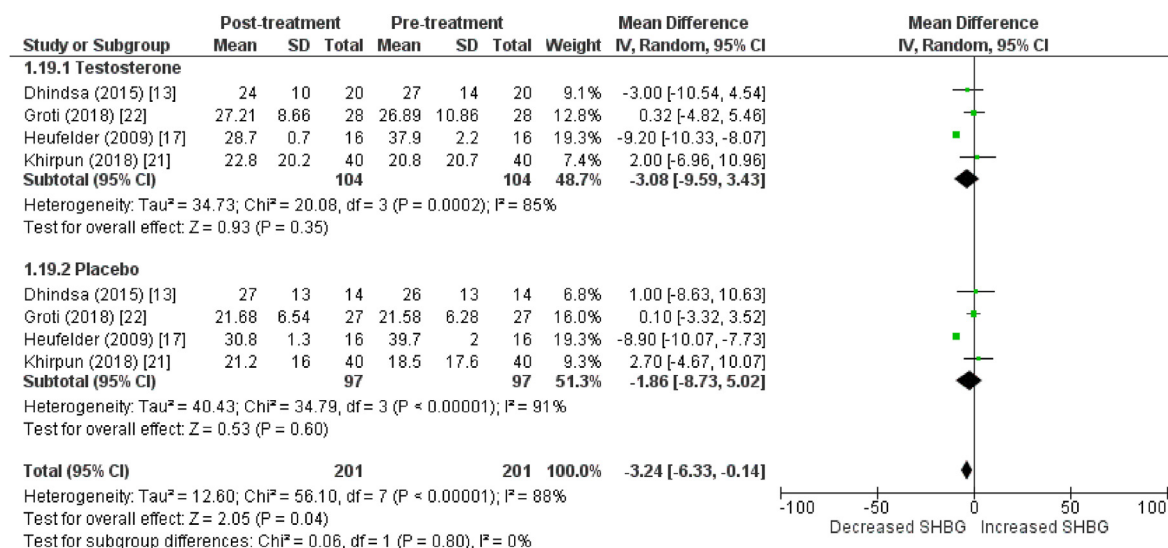 Post-treatment Pre-treatment Mean Difference Mean Difference
Study or Subgroup Mean SD Total Mean SD Total Weight IV, Random, 95% CI IV, Random, 95% CI
1.19.1 Testosterone
Dhindsa (2015) [13] 24 10 20 27 14 20 9.1% -3.00 [-10.54, 4.54]
Groti (2018) [22] 27.21 8.66 28 26.89 10.86 28 12.8% 0.32 [-4.82, 5.46]
Heufelder (2009) [17] 28.7 0.7 16 37.9 2.2 16 19.3% -9.20 [-10.33, -8.07]
Khirpun (2018) [21] 22.8 20.2 40 20.8 20.7 40 7.4% 2.00 [-6.96, 10.96]
Subtotal (95% CI) 104 104 48.7% -3.08 [-9.59, 3.43]
Heterogeneity: Tau² = 34.73; Chi² = 20.08, df = 3 (P = 0.0002); I² = 85%
Test for overall effect: Z = 0.93 (P = 0.35)
1.19.2 Placebo
Dhindsa (2015) [13] 27 13 14 26 13 14 6.8% 1.00 [-8.63, 10.63]
Groti (2018) [22] 21.68 6.54 27 21.58 6.28 27 16.0% 0.10 [-3.32, 3.52]
Heufelder (2009) [17] 30.8 1.3 16 39.7 2 16 19.3% -8.90 [-10.07, -7.73]
Khirpun (2018) [21] 21.2 16 40 18.5 17.6 40 9.3% 2.70 [-4.67, 10.07]
Subtotal (95% CI) 97 97 51.3% -1.86 [-8.73, 5.02]
Heterogeneity: Tau² = 40.43; Chi² = 34.79, df = 3 (P < 0.00001); I² = 91%
Test for overall effect: Z = 0.53 (P = 0.60)
Total (95% CI) 201 201 100.0% -3.24 [-6.33, -0.14]
Heterogeneity: Tau² = 12.60; Chi² = 56.10, df = 7 (P < 0.00001); I² = 88%
Test for overall effect: Z = 2.05 (P = 0.04)
Test for subgroup differences: Chi² = 0.06, df = 1 (P = 0.80), I² = 0%
-100 -50 0 50 100
Decreased SHBG Increased SHBG